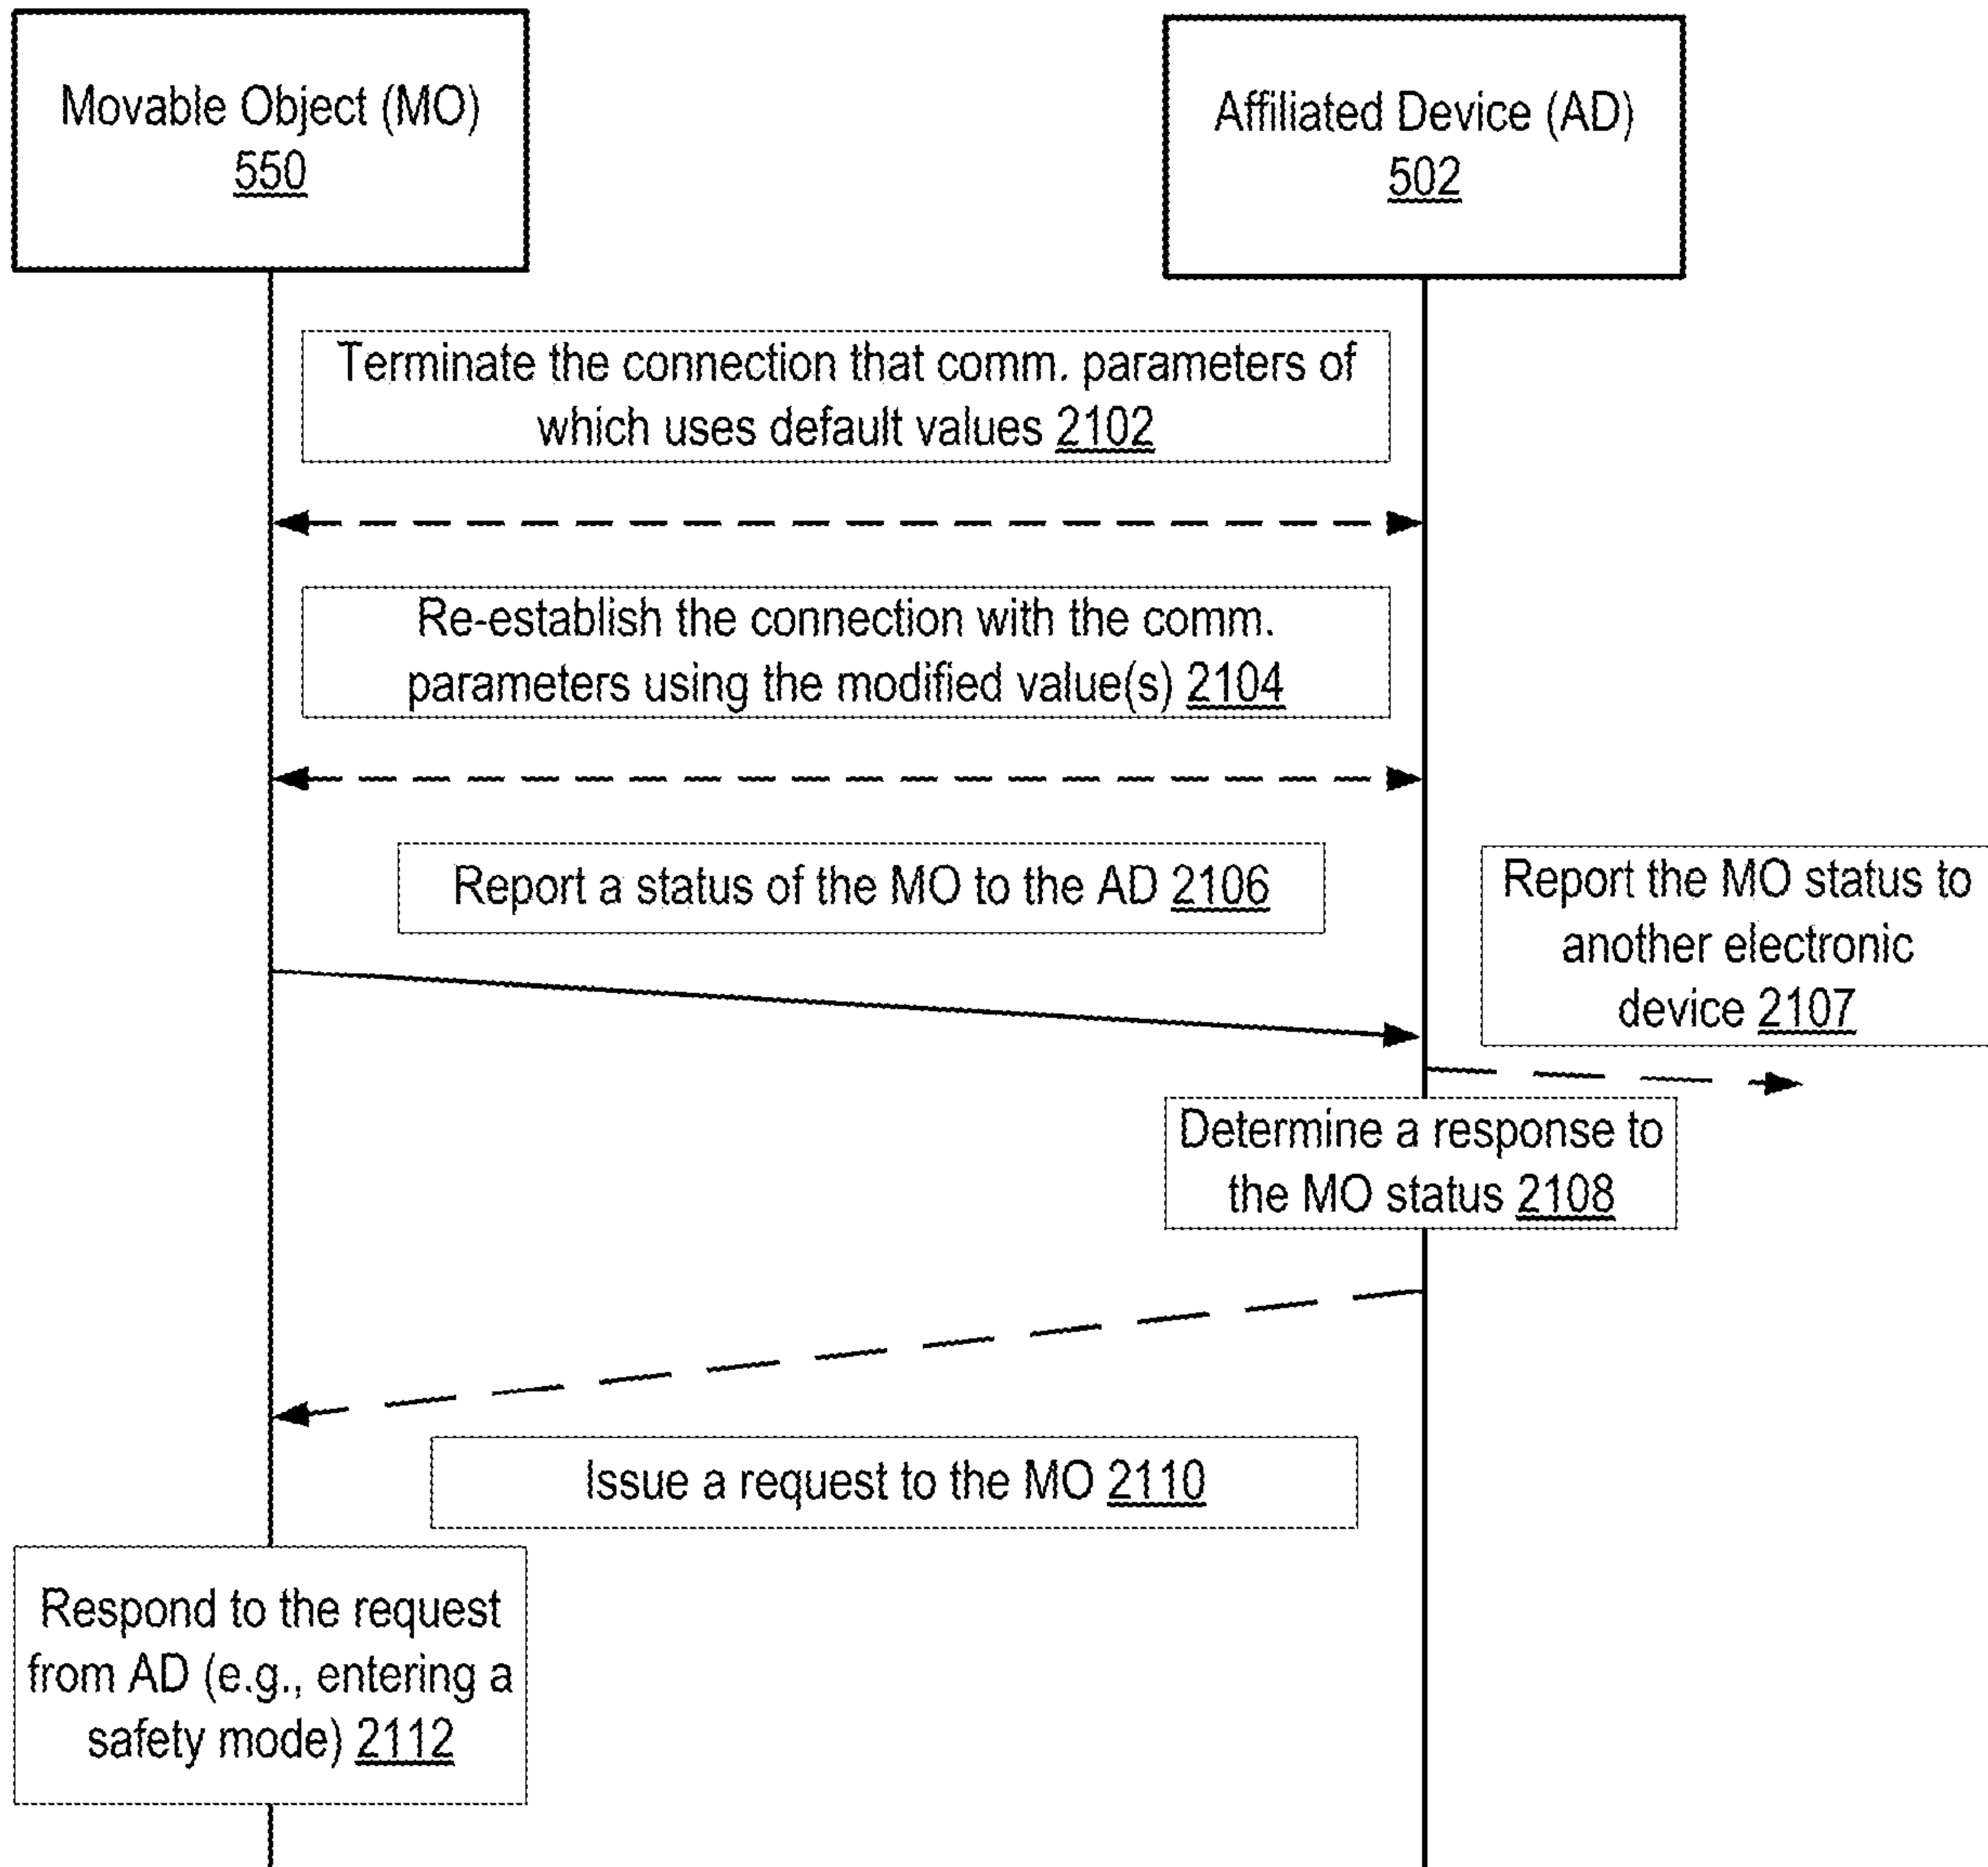 Movable Object (MO)
550
Affiliated Device (AD)
502
Terminate the connection that comm. parameters of
which uses default values 2102
Re-establish the connection with the comm.
parameters using the modified value(s) 2104
Report a status of the MO to the AD 2106
Report the MO status to
another electronic
device 2107
Determine a response to
the MO status 2108
Issue a request to the MO 2110
Respond to the request
from AD (e.g., entering a
safety mode) 2112